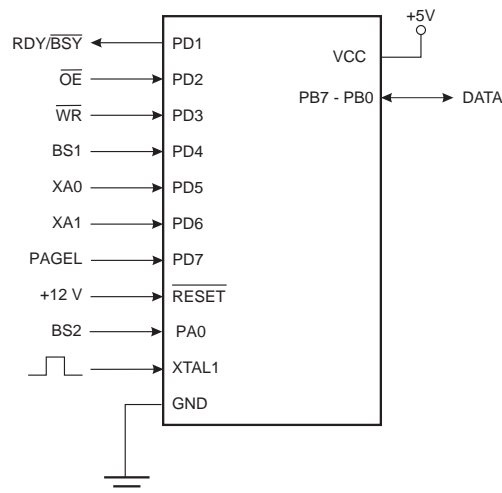 +5V
RDY/BSY PD1
VCC
OE PD2
PB7 - PB0 DATA
WR PD3
BS1 PD4
XA0 PD5
XA1 PD6
PAGEL PD7
+12 V RESET
BS2 PA0
XTAL1
GND